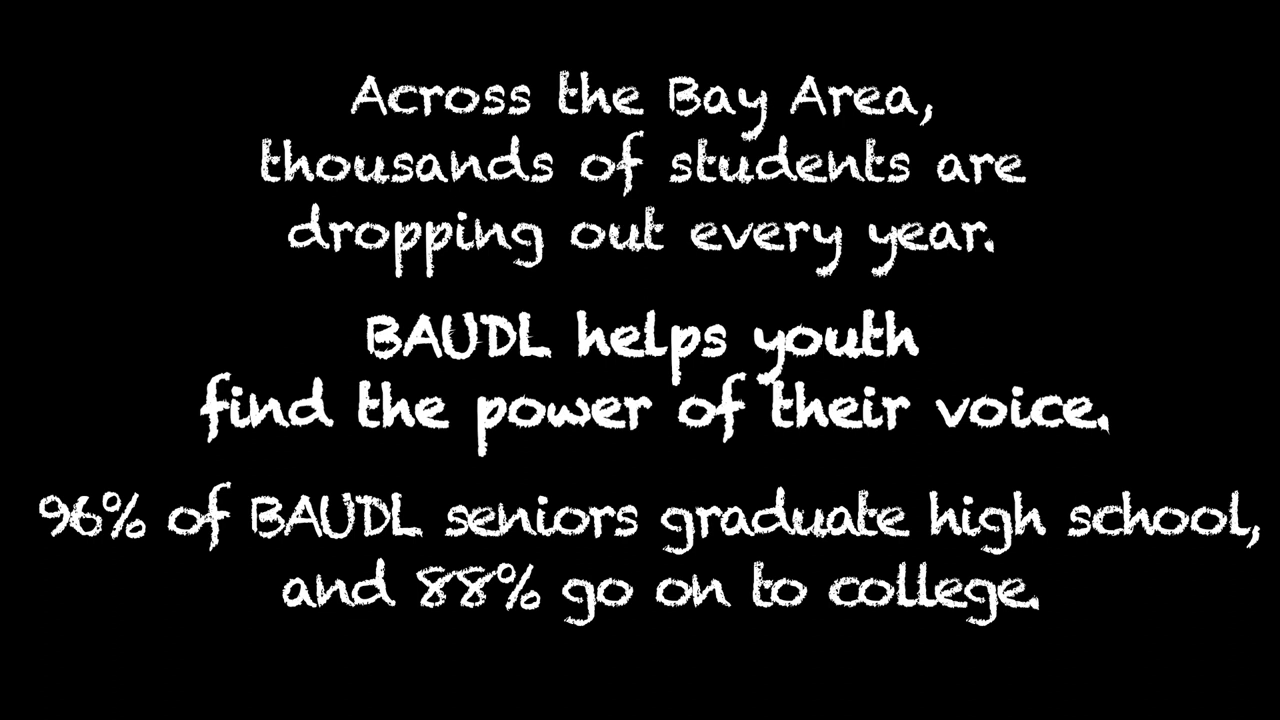 Across the Bay Area,
thousands of students are
dropping out every year.
BAUDL helps youth
find the power of their voice.
96% of BAUDL seniors graduate high school,
and 88% go on to college.